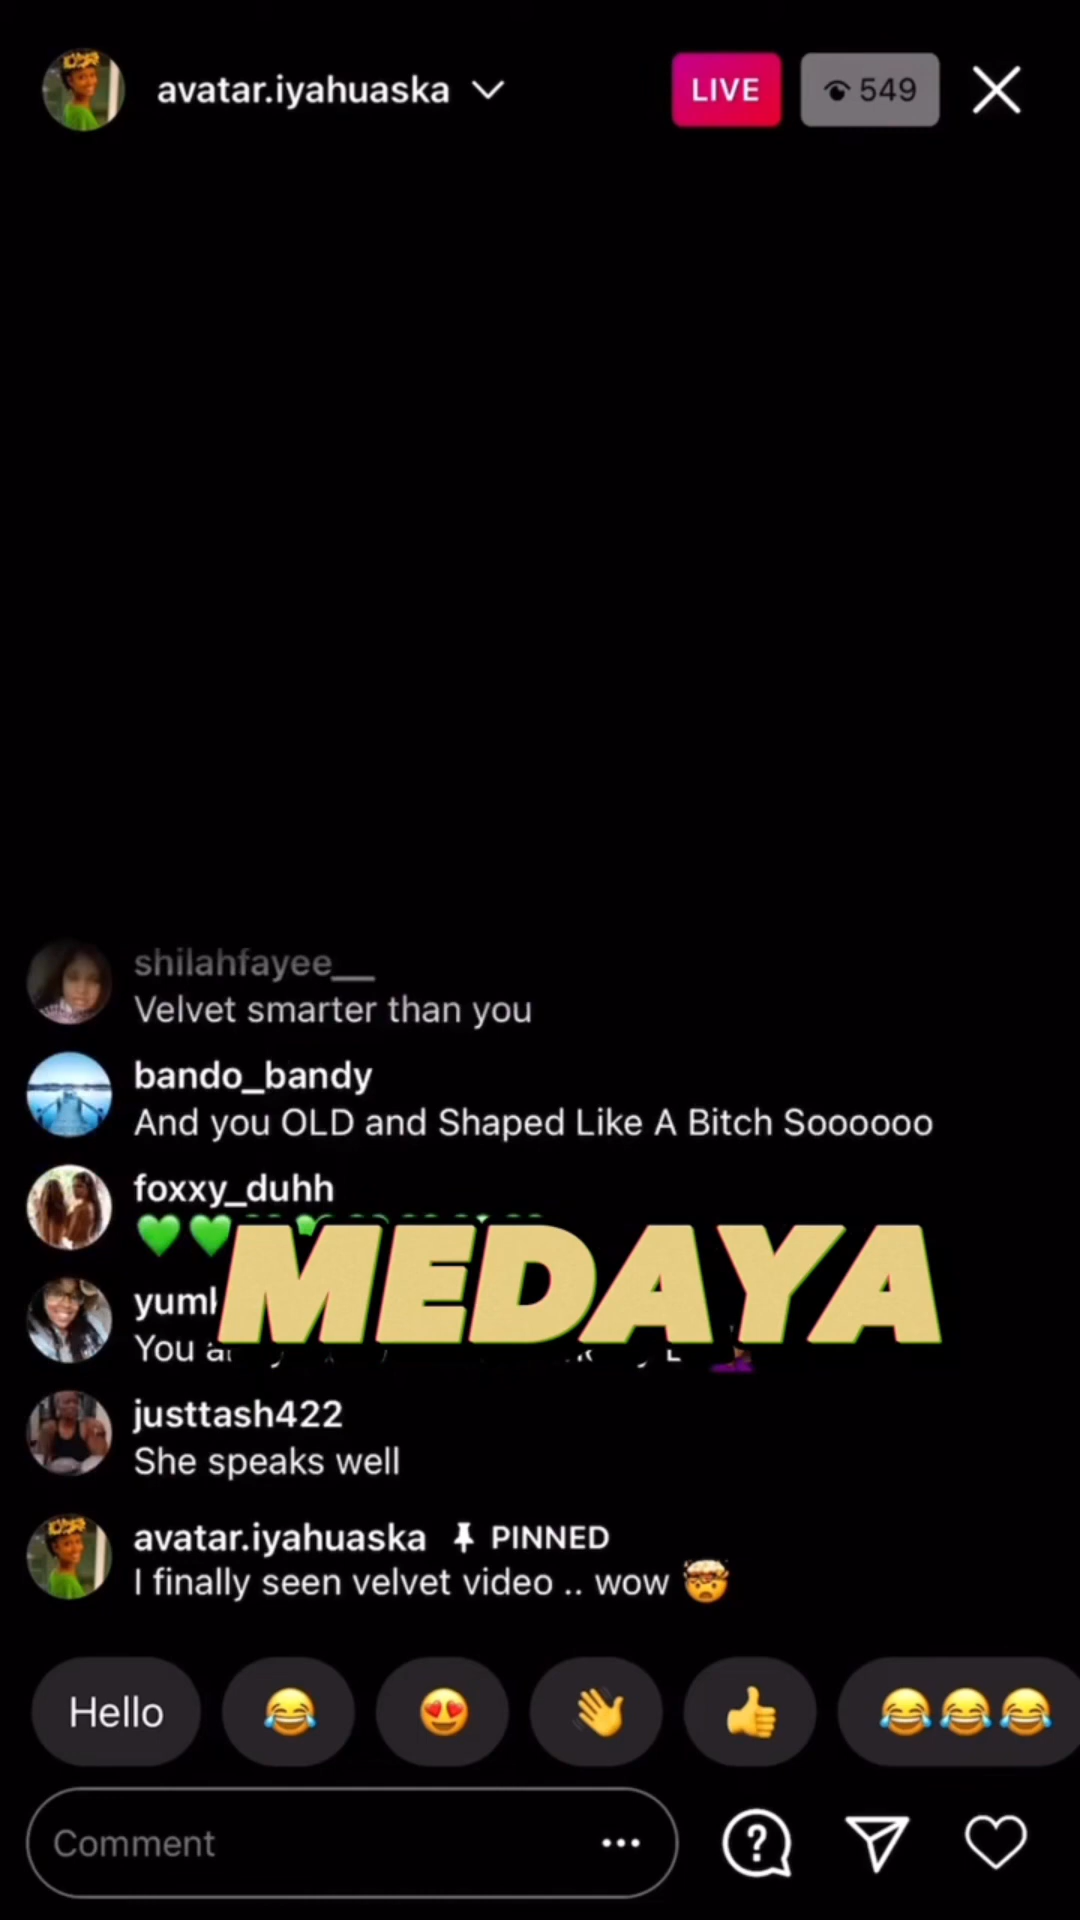 avatar.iyahuaska
LIVE
549
shilahfayee__
Velvet smarter than you
bando_bandy
And you OLD and Shaped Like A Bitch Soooooo
foxxy_duhh
💚💚
MEDAYA
You
justtash422
She speaks well
avatar.iyahuaska PINNED
I finally seen velvet video .. wow 🤯
Hello 😂 😍 👋 👍 😂😂😂
Comment